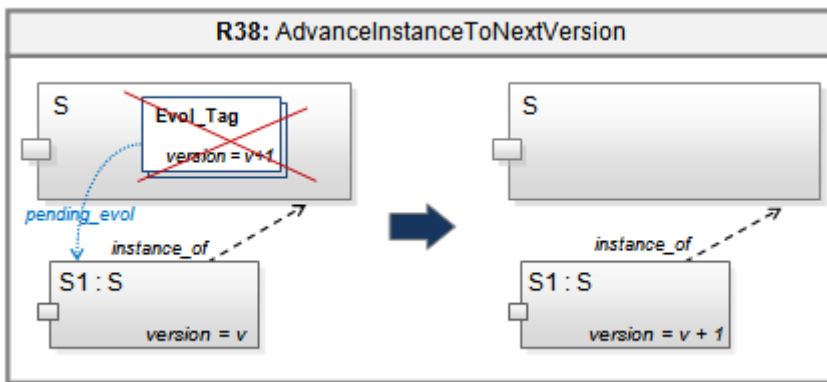 R38: AdvanceInstanceToNextVersion
S
Evol_Tag
version = v+1
pending_evol
instance_of
S1 : S
version = v
S
instance_of
S1 : S
version = v + 1